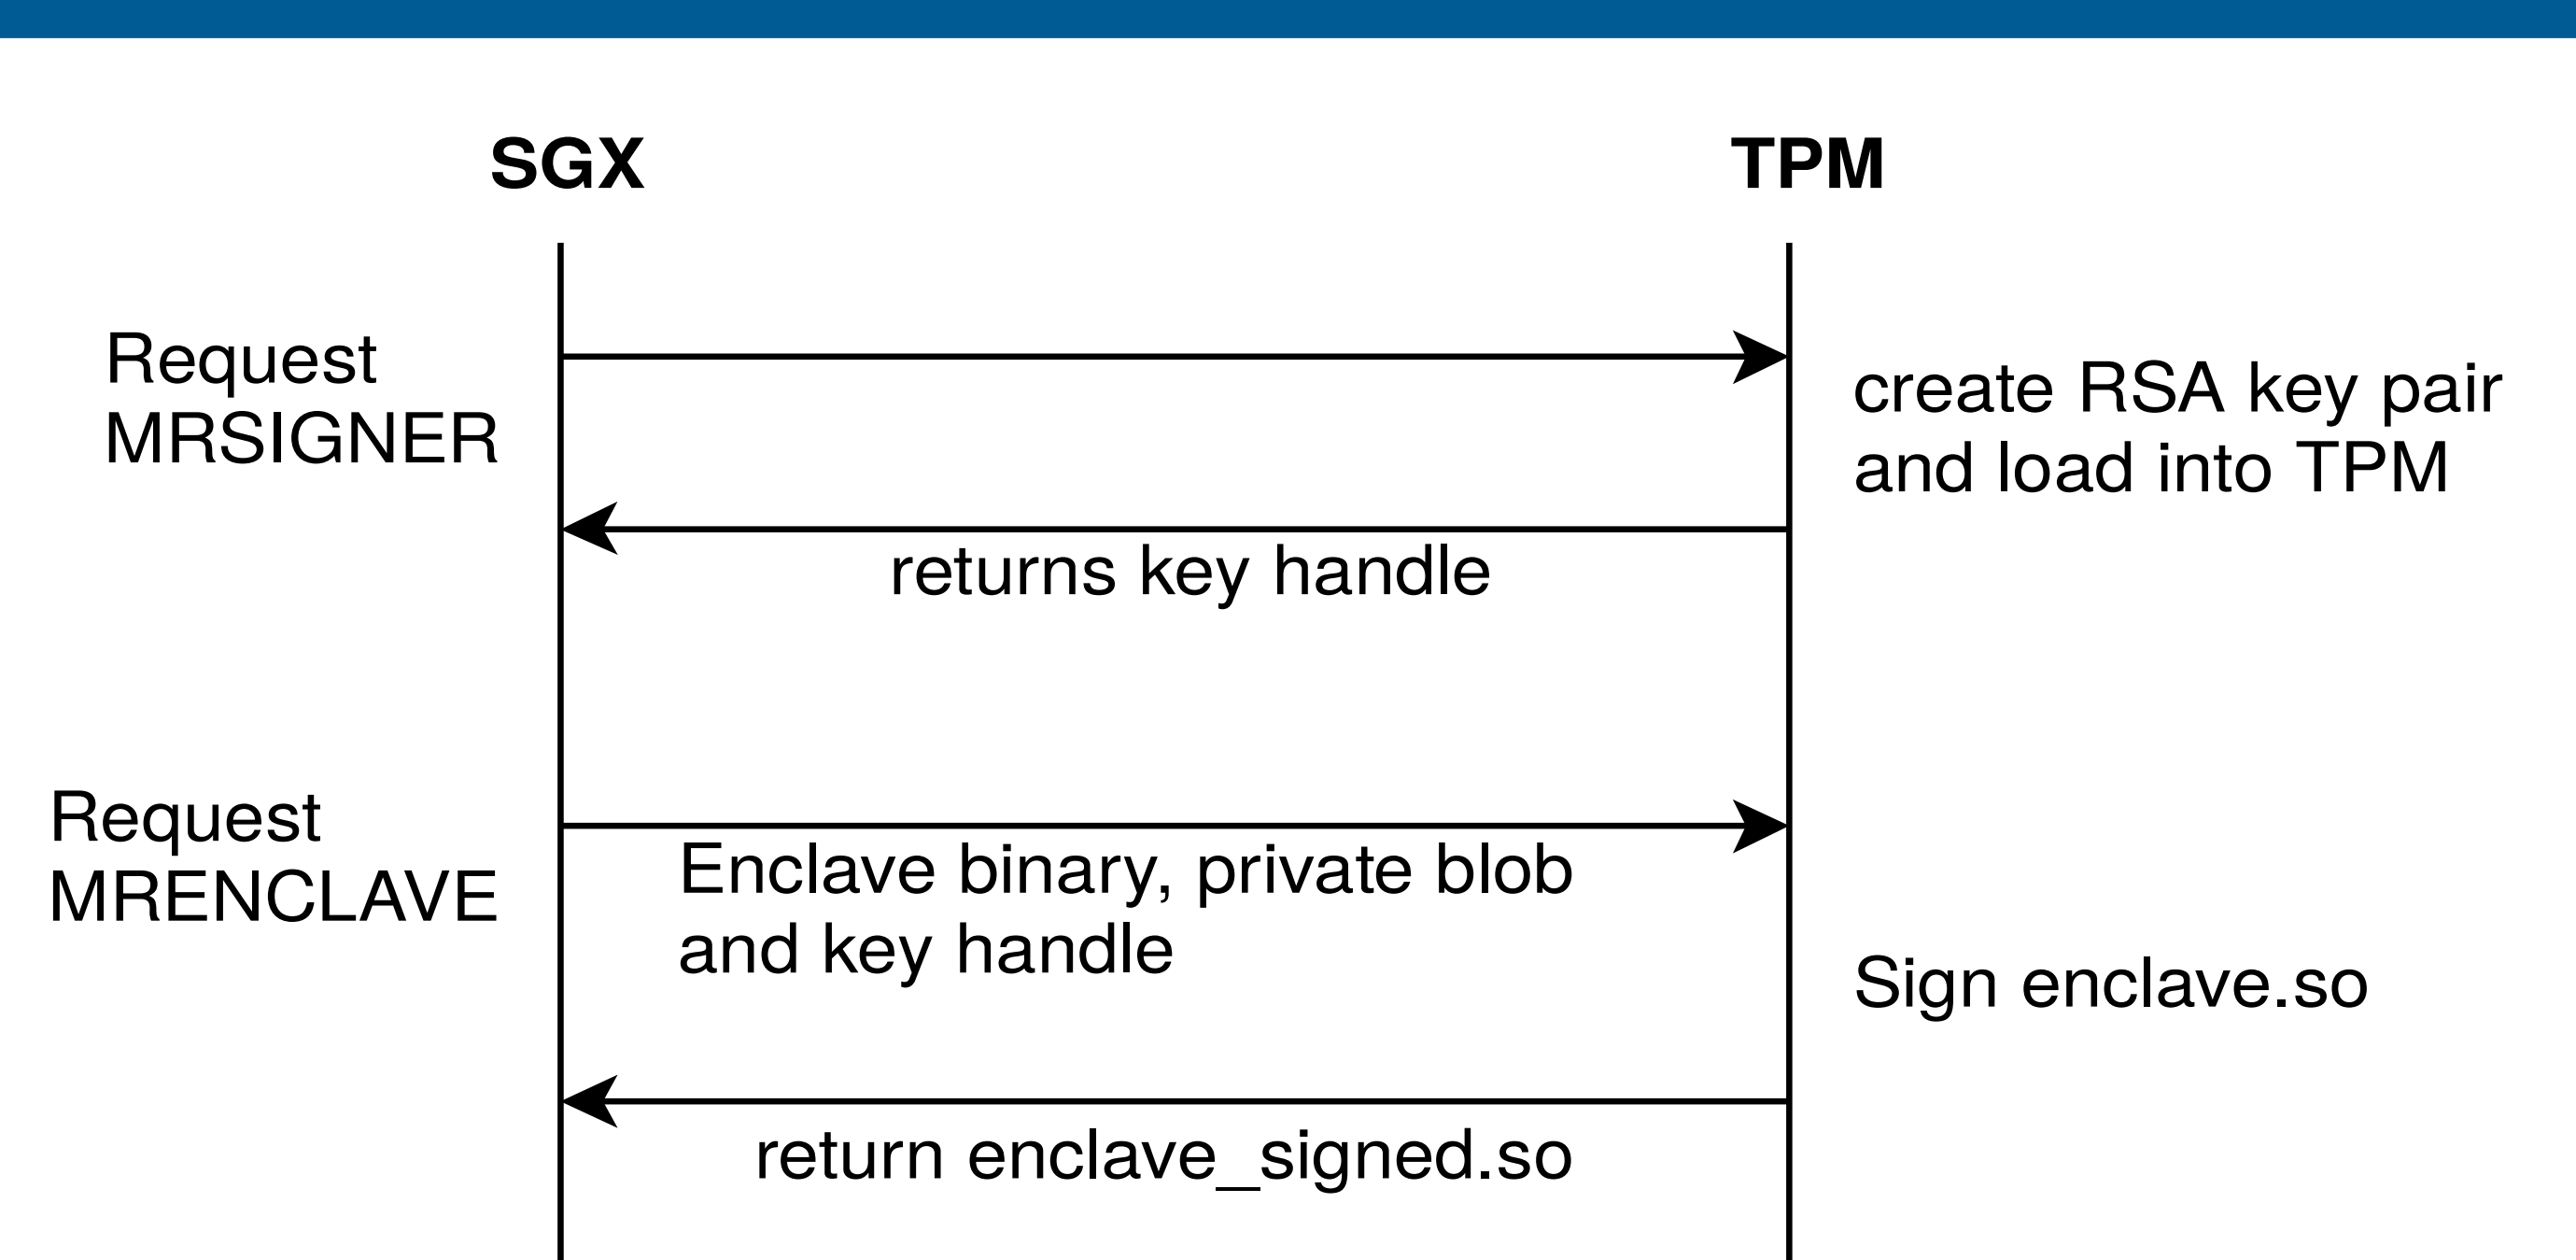 SGX
TPM
Request
MRSIGNER
create RSA key pair
and load into TPM
returns key handle
Request
MRENCLAVE
Enclave binary, private blob
and key handle
Sign enclave.so
return enclave_signed.so